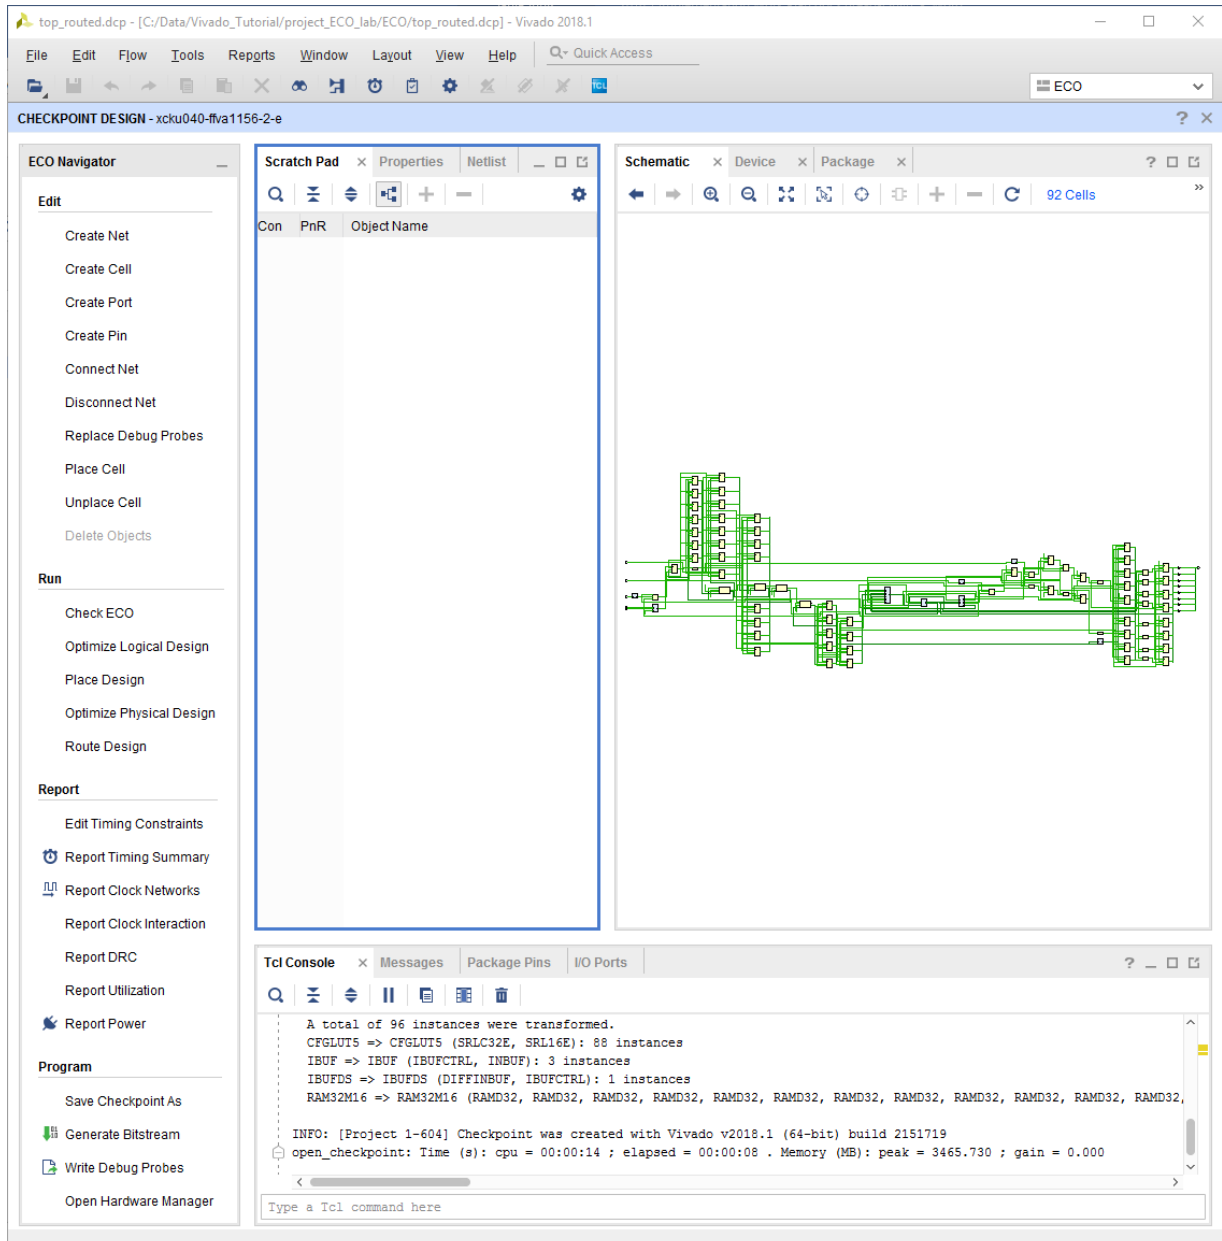 top_routed.dcp - [C:/Data/Vivado_Tutorial/project_ECO_lab/ECO/top_routed.dcp] - Vivado 2018.1
File Edit Flow Tools Reports Window Layout View Help Quick Access
TCL ECO
CHECKPOINT DESIGN - xcku040-ffva1156-2-e
ECO Navigator
Edit
Create Net
Create Cell
Create Port
Create Pin
Connect Net
Disconnect Net
Replace Debug Probes
Place Cell
Unplace Cell
Delete Objects
Run
Check ECO
Optimize Logical Design
Place Design
Optimize Physical Design
Route Design
Report
Edit Timing Constraints
Report Timing Summary
Report Clock Networks
Report Clock Interaction
Report DRC
Report Utilization
Report Power
Program
Save Checkpoint As
Generate Bitstream
Write Debug Probes
Open Hardware Manager
Scratch Pad Properties Netlist
Con PnR Object Name
Schematic Device Package
92 Cells
Tcl Console Messages Package Pins I/O Ports
A total of 96 instances were transformed.
CFGLUT5 => CFGLUT5 (SRLC32E, SRL16E): 88 instances
IBUF => IBUF (IBUFCTRL, INBUF): 3 instances
IBUFDS => IBUFDS (DIFFINBUF, IBUFCTRL): 1 instances
RAM32M16 => RAM32M16 (RAMD32, RAMD32, RAMD32, RAMD32, RAMD32, RAMD32, RAMD32, RAMD32, RAMD32, RAMD32, RAMD32, RAMD32, RAMD32, RAMD32,
INFO: [Project 1-604] Checkpoint was created with Vivado v2018.1 (64-bit) build 2151719
open_checkpoint: Time (s): cpu = 00:00:14 ; elapsed = 00:00:08 . Memory (MB): peak = 3465.730 ; gain = 0.000
Type a Tcl command here